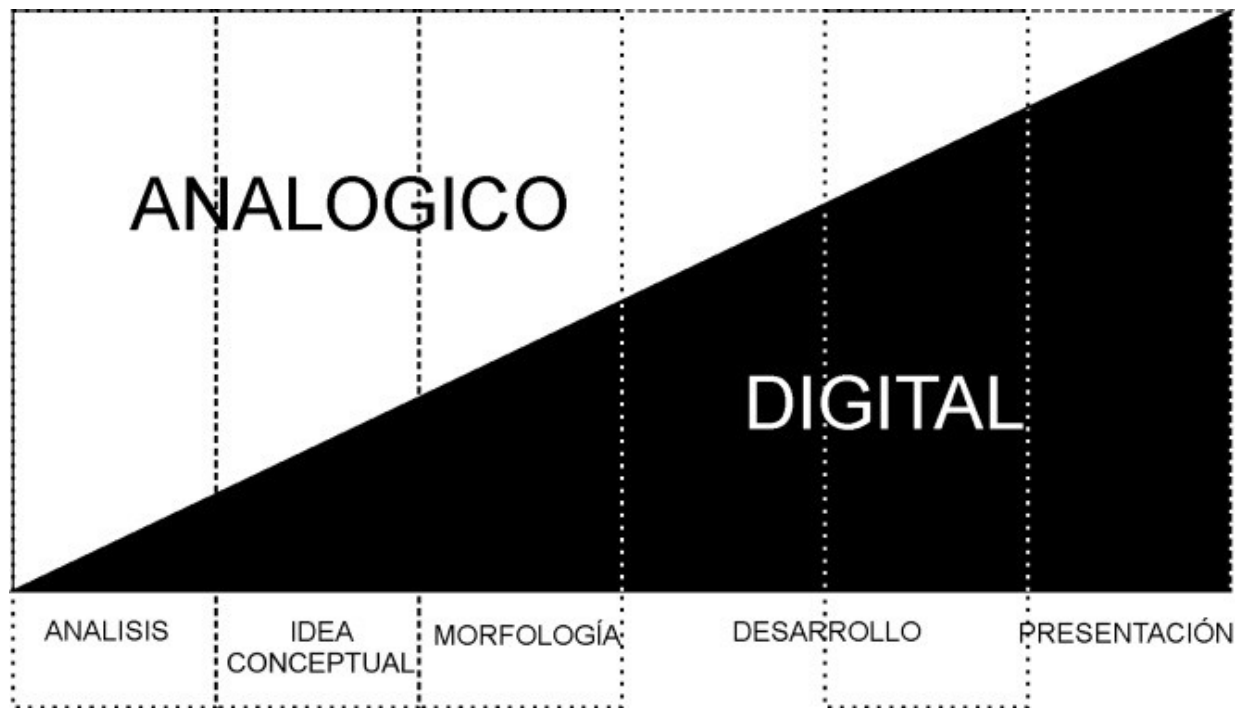 ANALOGICO
DIGITAL
ANALISIS
IDEA
CONCEPTUAL
MORFOLOGÍA
DESARROLLO
PRESENTACIÓN